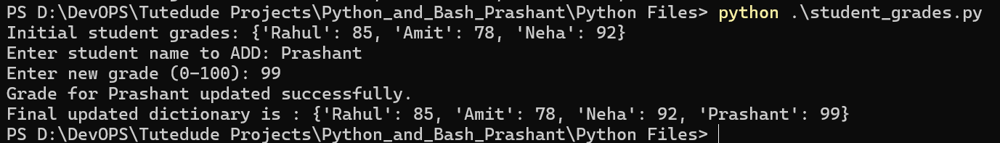 PS D:\DevOPS\Tutedude Projects\Python_and_Bash_Prashant\Python Files> python .\student_grades.py
Initial student grades: {'Rahul': 85, 'Amit': 78, 'Neha': 92}
Enter student name to ADD: Prashant
Enter new grade (0-100): 99
Grade for Prashant updated successfully.
Final updated dictionary is : {'Rahul': 85, 'Amit': 78, 'Neha': 92, 'Prashant': 99}
PS D:\DevOPS\Tutedude Projects\Python_and_Bash_Prashant\Python Files>